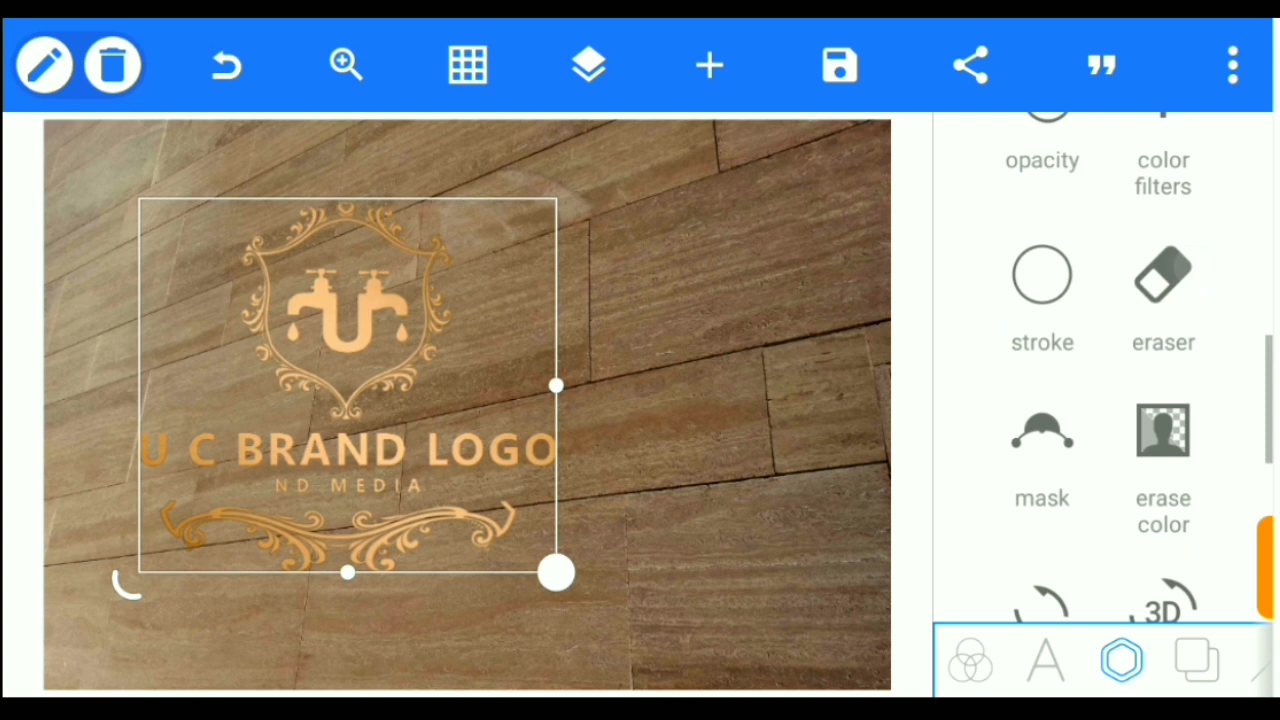 opacity
color
filters
stroke
eraser
mask
erase
color
3D
U C BRAND LOGO
ND MEDIA